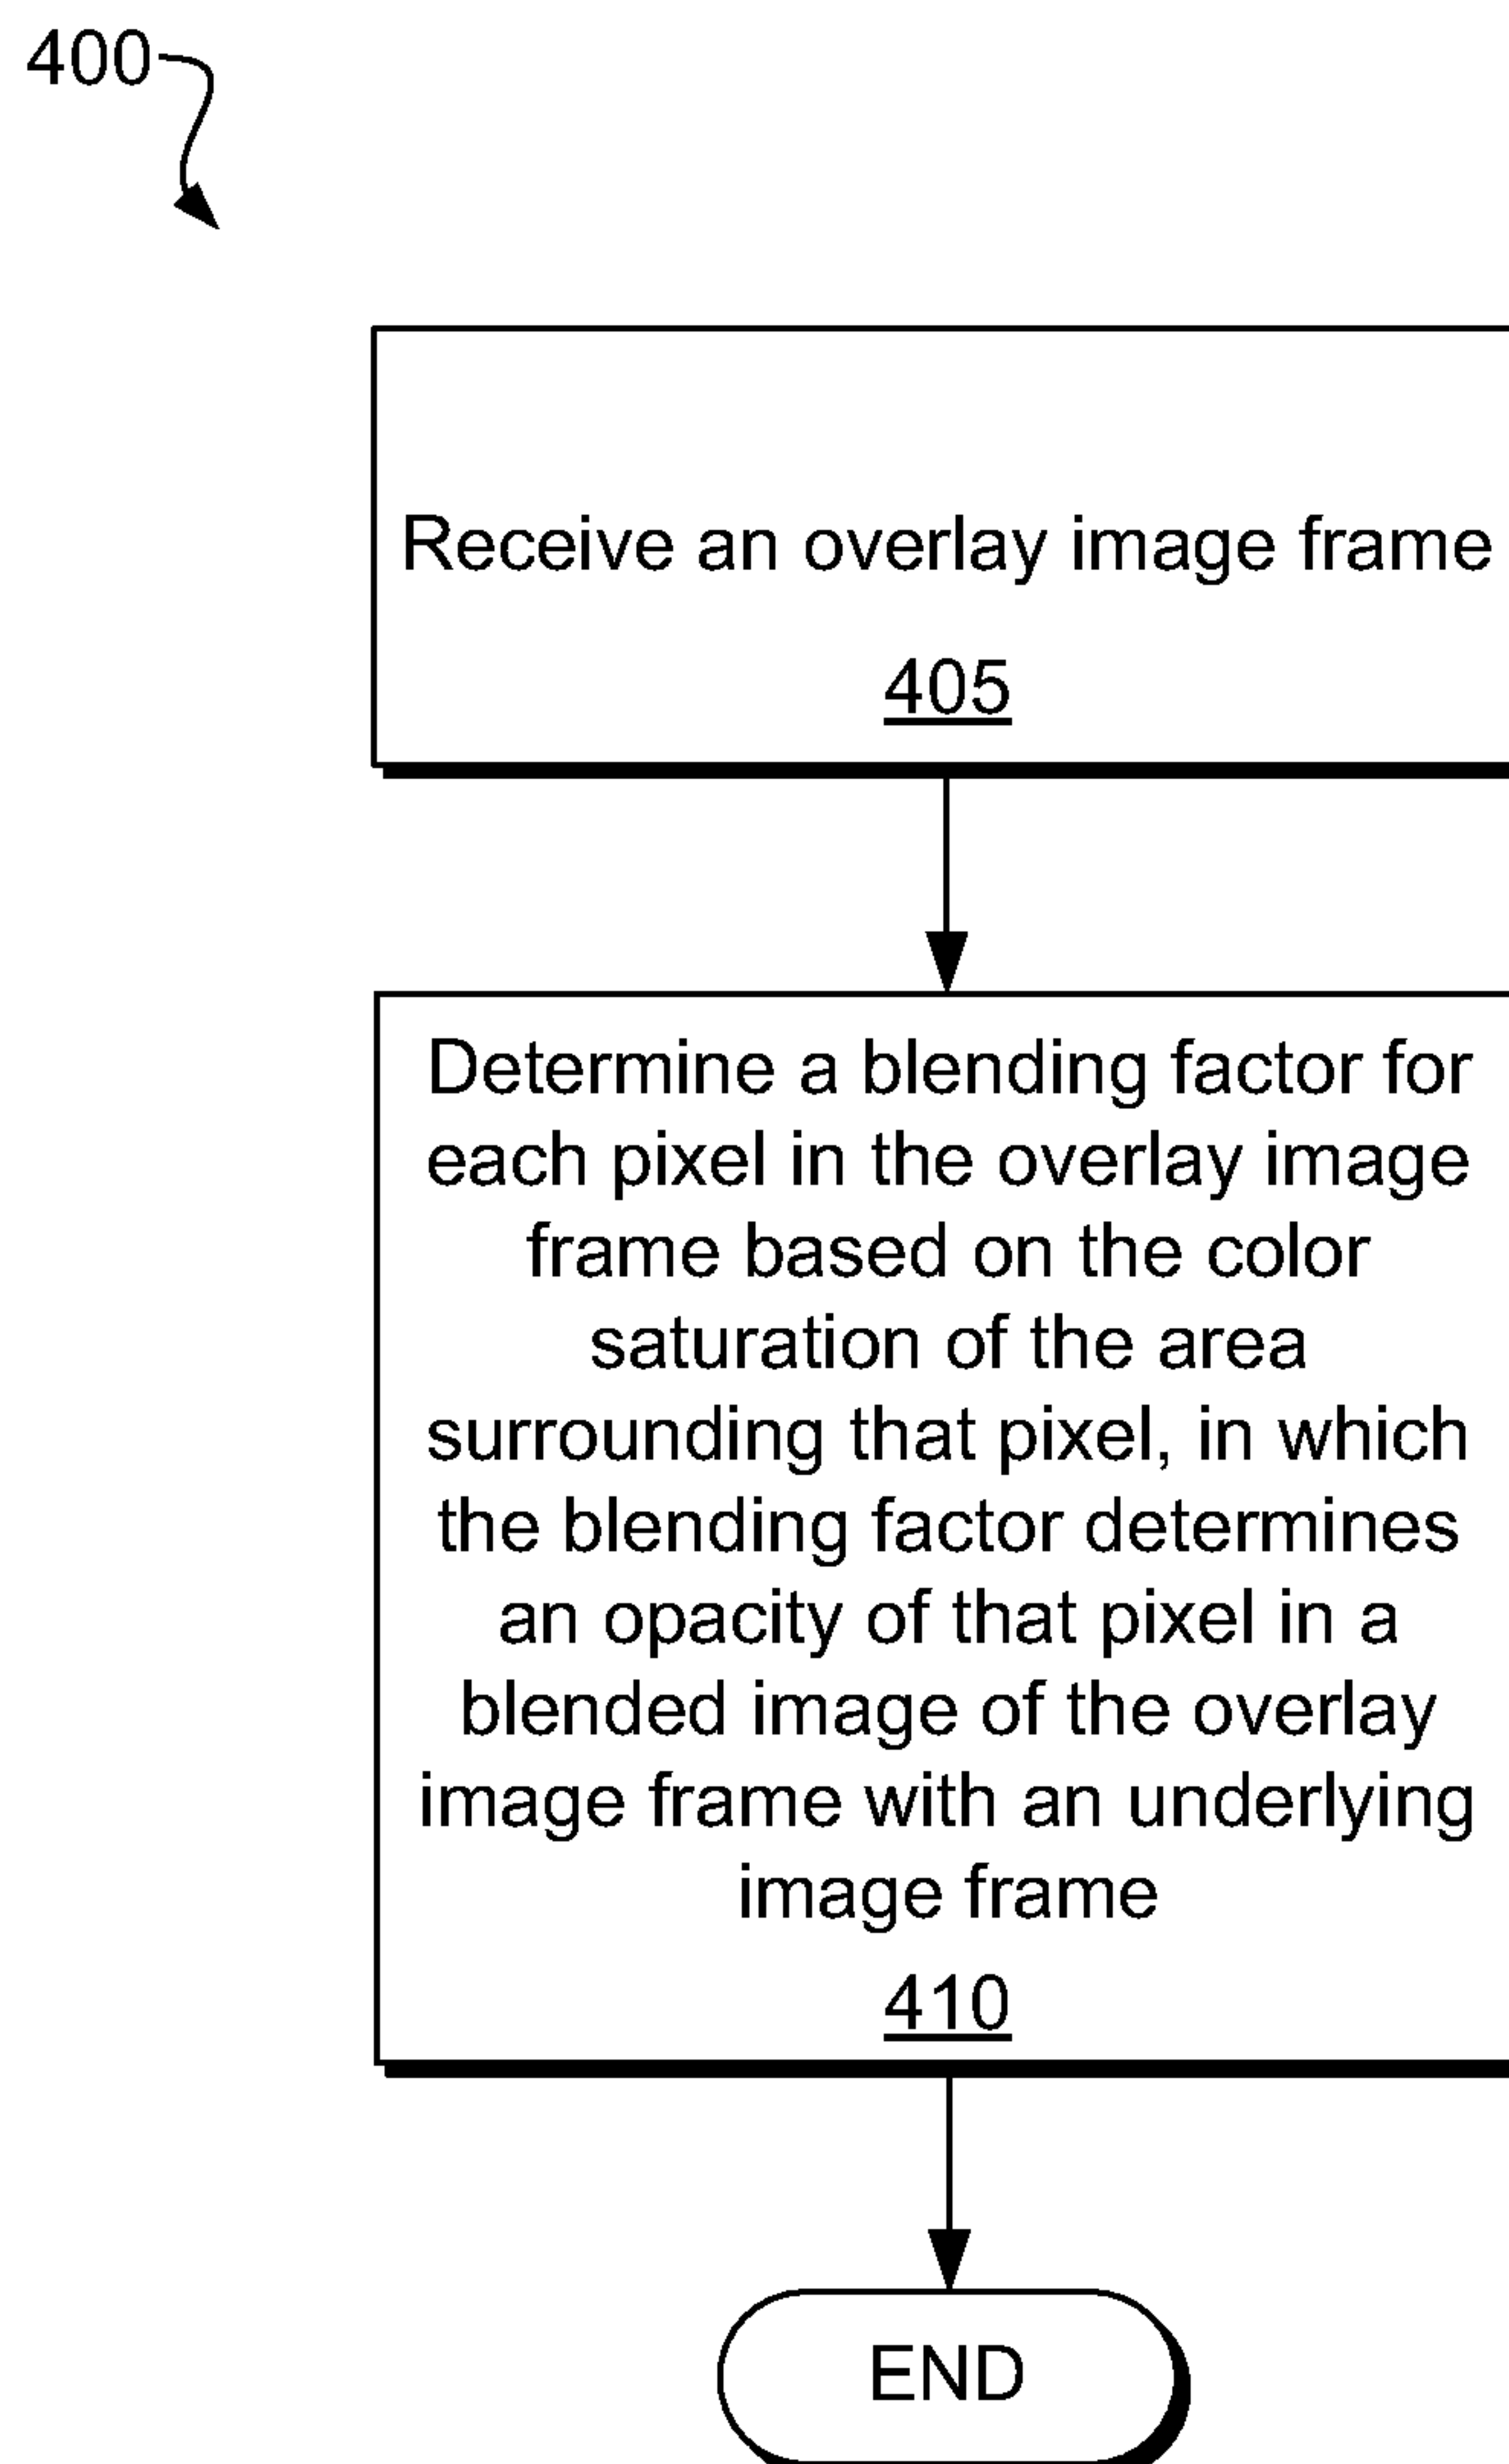 400
Receive an overlay image frame
405
Determine a blending factor for
each pixel in the overlay image
frame based on the color
saturation of the area
surrounding that pixel, in which
the blending factor determines
an opacity of that pixel in a
blended image of the overlay
image frame with an underlying
image frame
410
END